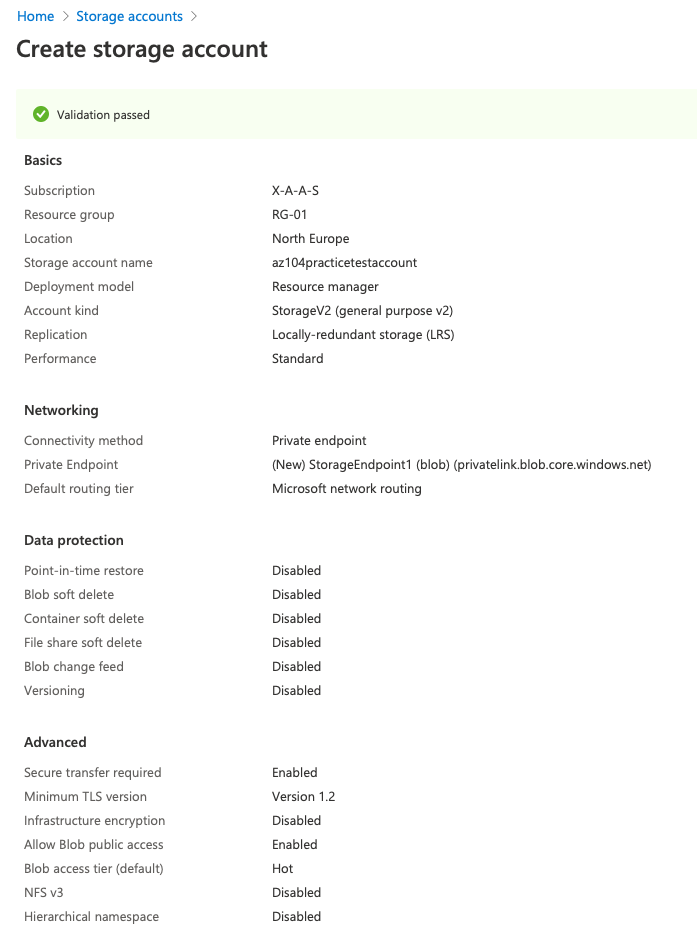 Home > Storage accounts >
Create storage account
Validation passed
Basics
Subscription X-A-A-S
Resource group RG-01
Location North Europe
Storage account name az104practicetestaccount
Deployment model Resource manager
Account kind StorageV2 (general purpose v2)
Replication Locally-redundant storage (LRS)
Performance Standard
Networking
Connectivity method Private endpoint
Private Endpoint (New) StorageEndpoint1 (blob) (privatelink.blob.core.windows.net)
Default routing tier Microsoft network routing
Data protection
Point-in-time restore Disabled
Blob soft delete Disabled
Container soft delete Disabled
File share soft delete Disabled
Blob change feed Disabled
Versioning Disabled
Advanced
Secure transfer required Enabled
Minimum TLS version Version 1.2
Infrastructure encryption Disabled
Allow Blob public access Enabled
Blob access tier (default) Hot
NFS v3 Disabled
Hierarchical namespace Disabled